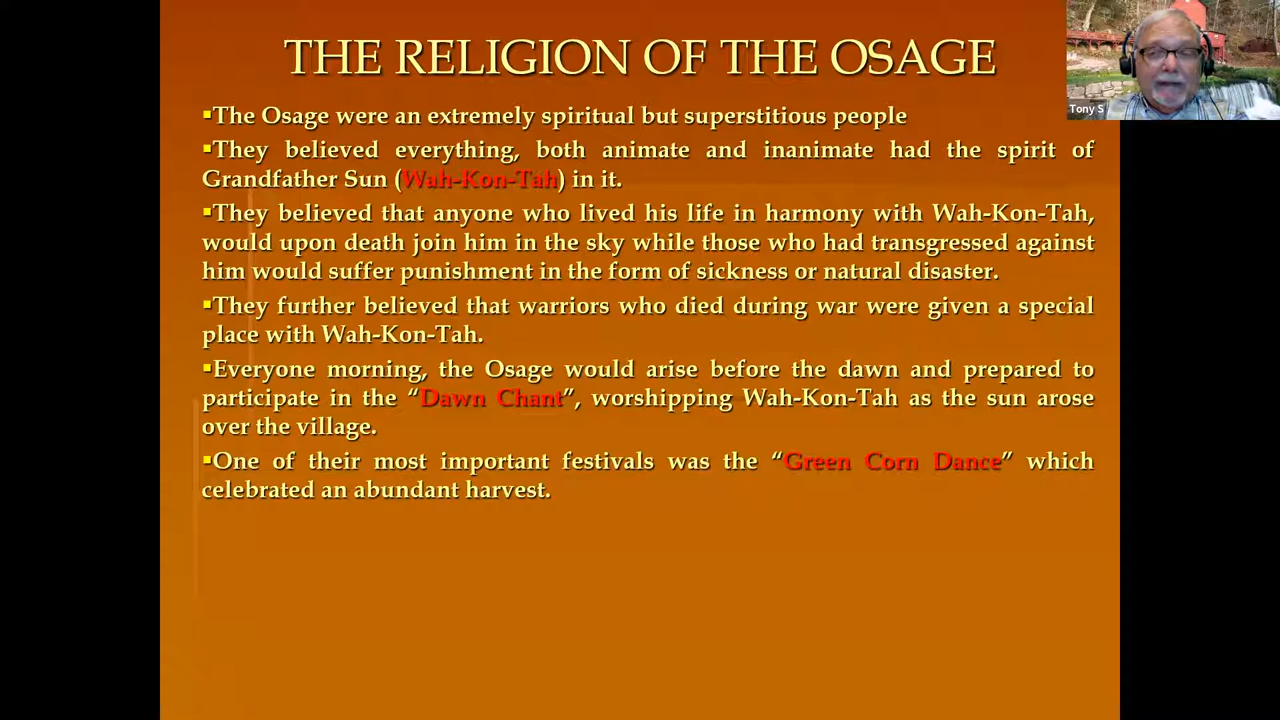 THE RELIGION OF THE OSAGE
Tony S
▪The Osage were an extremely spiritual but superstitious people
▪They believed everything, both animate and inanimate had the spirit of
Grandfather Sun (Wah-Kon-Tah) in it.
▪They believed that anyone who lived his life in harmony with Wah-Kon-Tah,
would upon death join him in the sky while those who had transgressed against
him would suffer punishment in the form of sickness or natural disaster.
▪They further believed that warriors who died during war were given a special
place with Wah-Kon-Tah.
▪Everyone morning, the Osage would arise before the dawn and prepared to
participate in the “Dawn Chant”, worshipping Wah-Kon-Tah as the sun arose
over the village.
▪One of their most important festivals was the “Green Corn Dance” which
celebrated an abundant harvest.